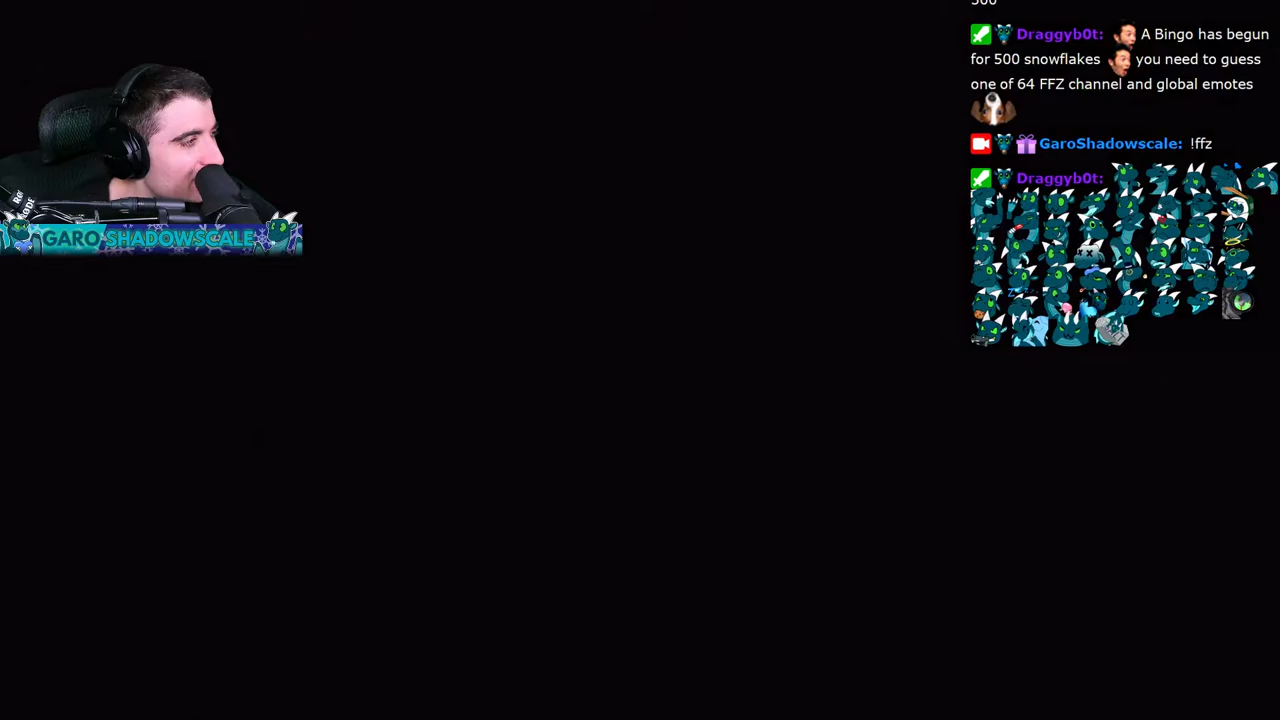 500
Draggyb0t: A Bingo has begun
for 500 snowflakes you need to guess
one of 64 FFZ channel and global emotes
GaroShadowscale: !ffz
Draggyb0t:
GARO SHADOWSCALE